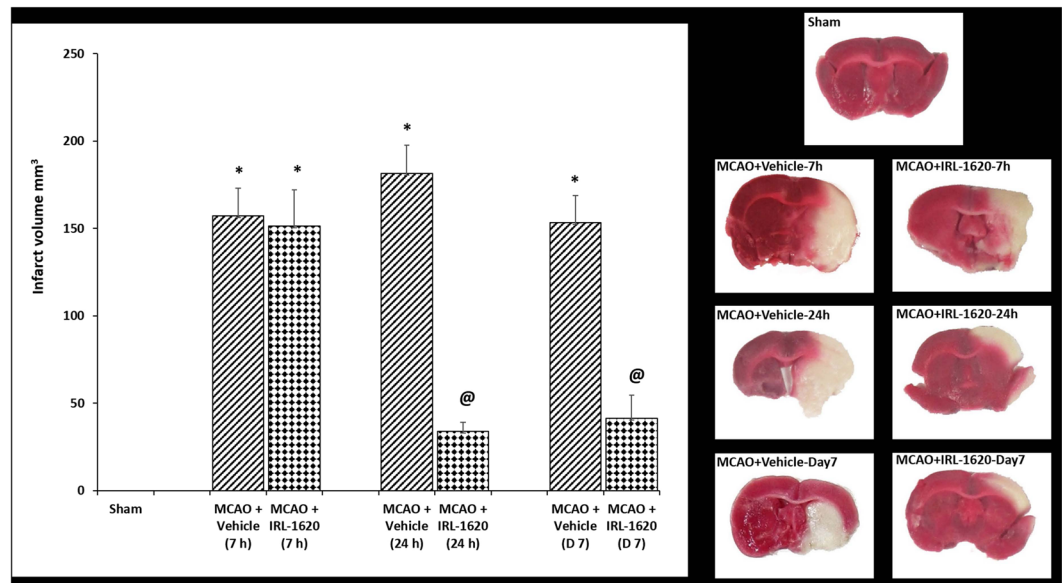 250
200
150
100
50
0
Infarct volume mm³
*
*
*
@
*
@
Sham
MCAO +
Vehicle
(7 h)
MCAO +
IRL-1620
(7 h)
MCAO +
Vehicle
(24 h)
MCAO +
IRL-1620
(24 h)
MCAO +
Vehicle
(D 7)
MCAO +
IRL-1620
(D 7)
Sham
MCAO+Vehicle-7h
MCAO+IRL-1620-7h
MCAO+Vehicle-24h
MCAO+IRL-1620-24h
MCAO+Vehicle-Day7
MCAO+IRL-1620-Day7